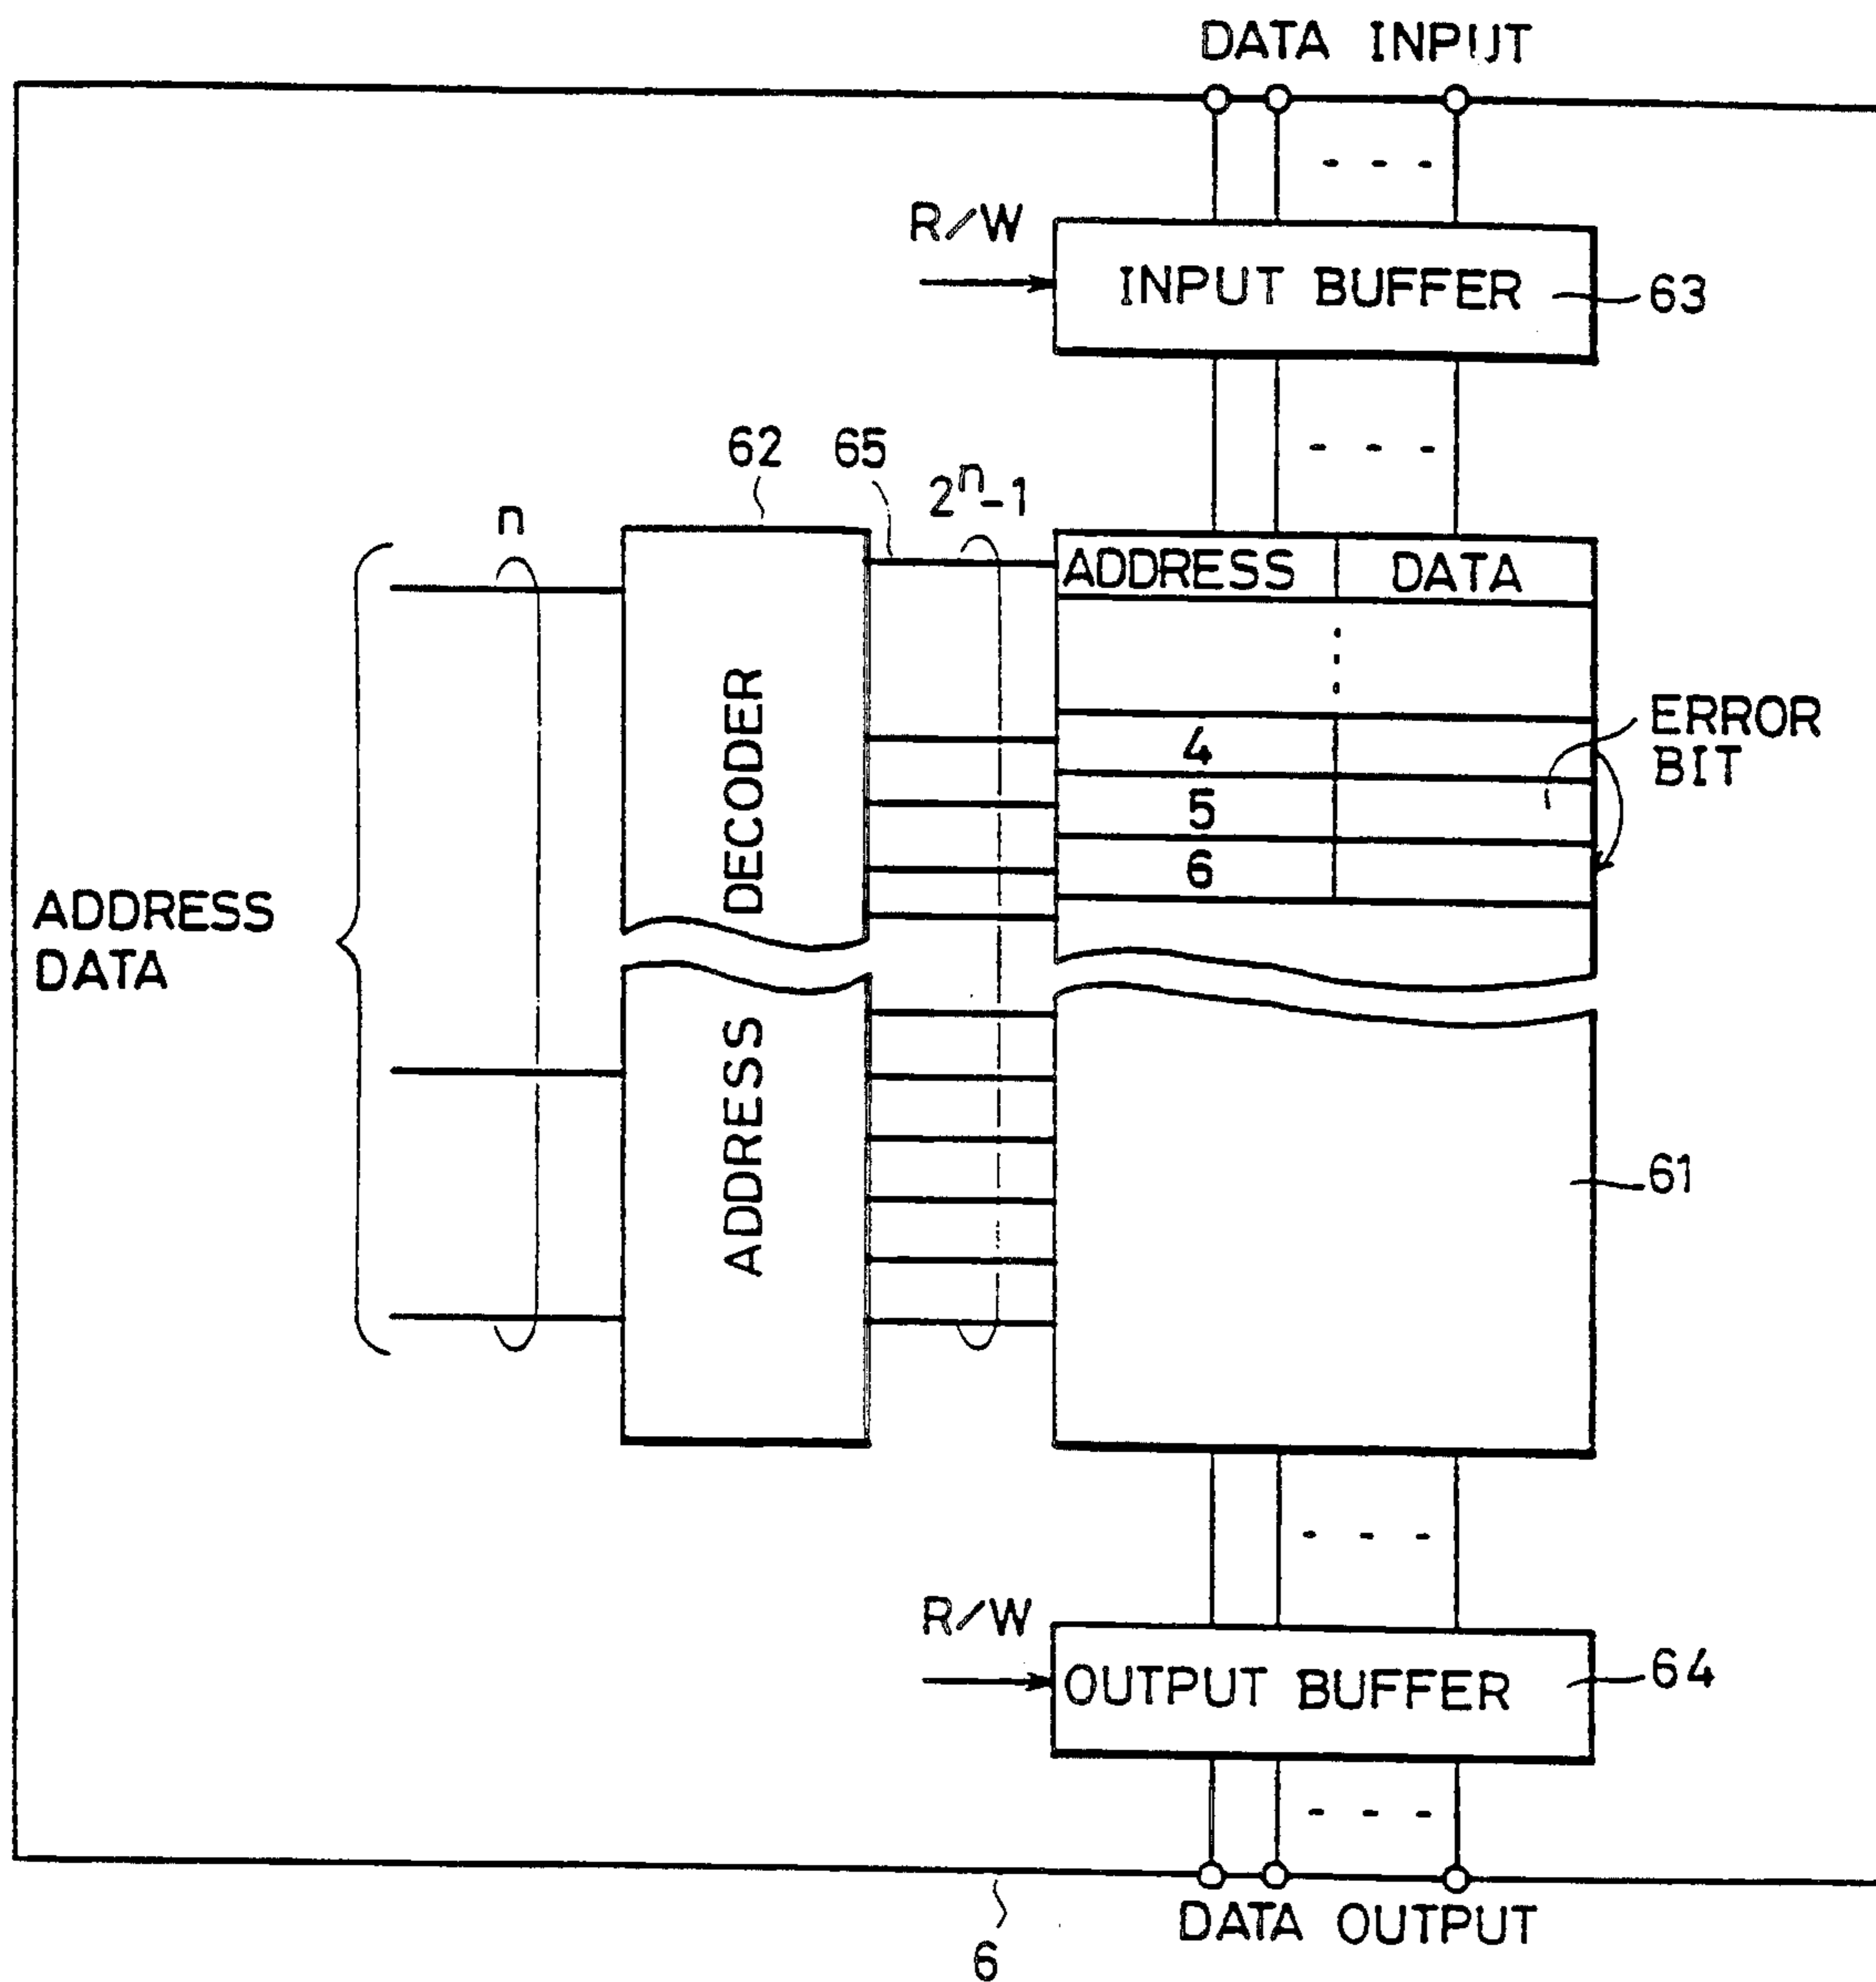 DATA INPUT
R/W
INPUT BUFFER
63
62
65
2ⁿ-1
n
ADDRESS
DATA
4
ERROR
BIT
5
6
DECODER
ADDRESS
DATA
ADDRESS
61
R/W
OUTPUT BUFFER
64
DATA OUTPUT
6